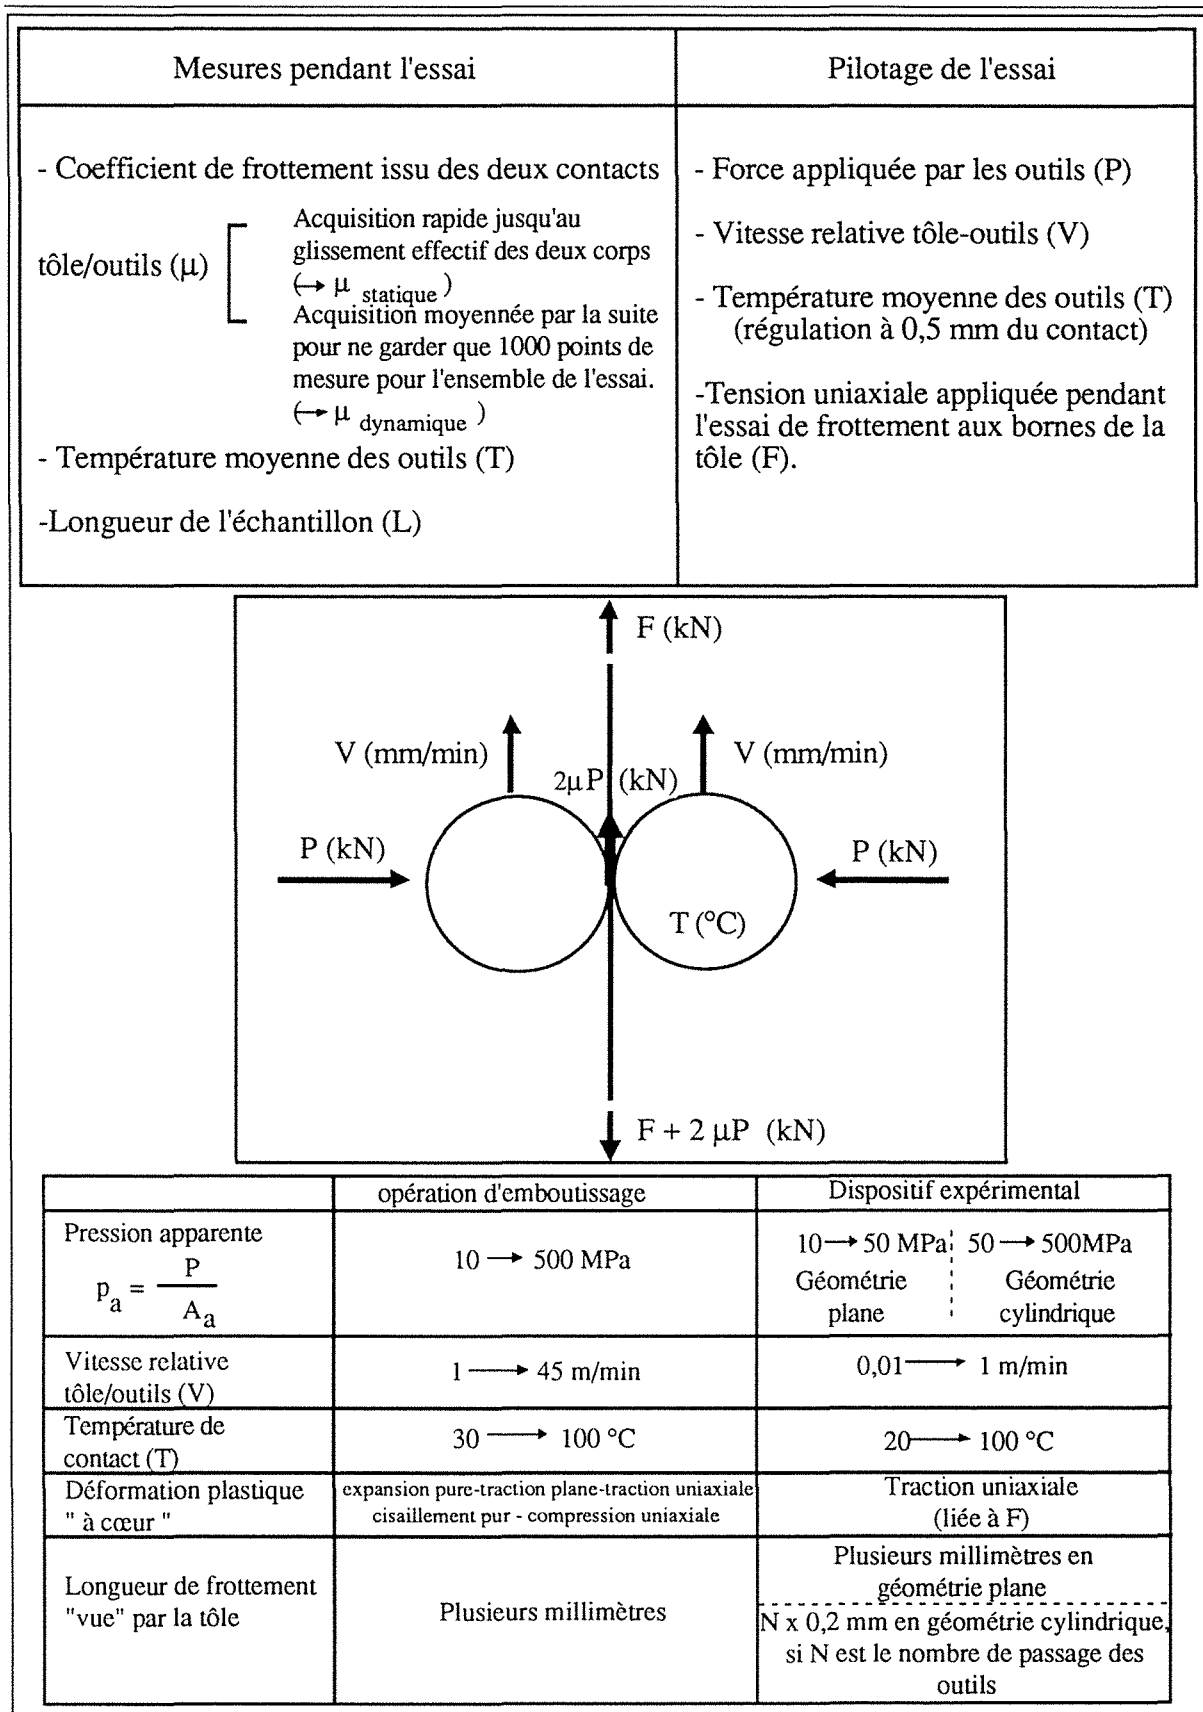 Mesures pendant l'essai
Pilotage de l'essai
- Coefficient de frottement issu des deux contacts
tôle/outils (μ)
Acquisition rapide jusqu'au
glissement effectif des deux corps
(↦ μ statique )
Acquisition moyennée par la suite
pour ne garder que 1000 points de
mesure pour l'ensemble de l'essai.
(↦ μ dynamique )
- Température moyenne des outils (T)
-Longueur de l'échantillon (L)
- Force appliquée par les outils (P)
- Vitesse relative tôle-outils (V)
- Température moyenne des outils (T)
(régulation à 0,5 mm du contact)
-Tension uniaxiale appliquée pendant
l'essai de frottement aux bornes de la
tôle (F).
F (kN)
V (mm/min)
V (mm/min)
2μP (kN)
P (kN)
P (kN)
T (°C)
F + 2 μP (kN)
opération d'emboutissage
Dispositif expérimental
Pression apparente
p a = P / A a
10 → 500 MPa
10 → 50 MPa
Géométrie
plane
50 → 500MPa
Géométrie
cylindrique
Vitesse relative
tôle/outils (V)
1 → 45 m/min
0,01 → 1 m/min
Température de
contact (T)
30 → 100 °C
20 → 100 °C
Déformation plastique
" à cœur "
expansion pure-traction plane-traction uniaxiale
cisaillement pur - compression uniaxiale
Traction uniaxiale
(liée à F)
Longueur de frottement
"vue" par la tôle
Plusieurs millimètres
Plusieurs millimètres en
géométrie plane
N x 0,2 mm en géométrie cylindrique,
si N est le nombre de passage des
outils